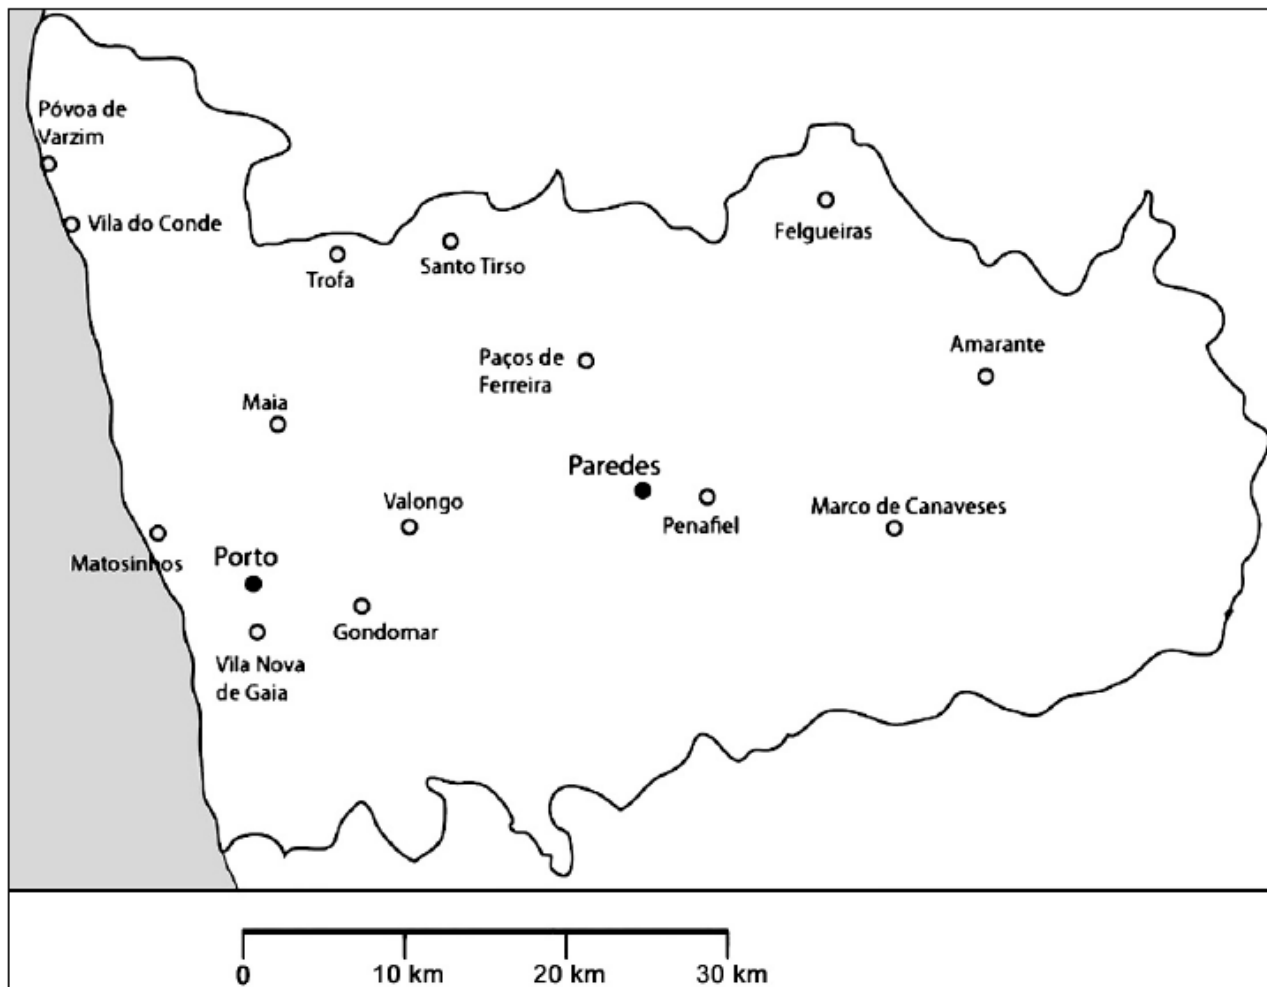 Póvoa de
Varzim
Vila do Conde
Felgueiras
Trofa
Santo Tirso
Amarante
Paços de
Ferreira
Maia
Paredes
Valongo
Marco de Canaveses
Penafiel
Matosinhos
Porto
Gondomar
Vila Nova
de Gaia
0 10 km 20 km 30 km